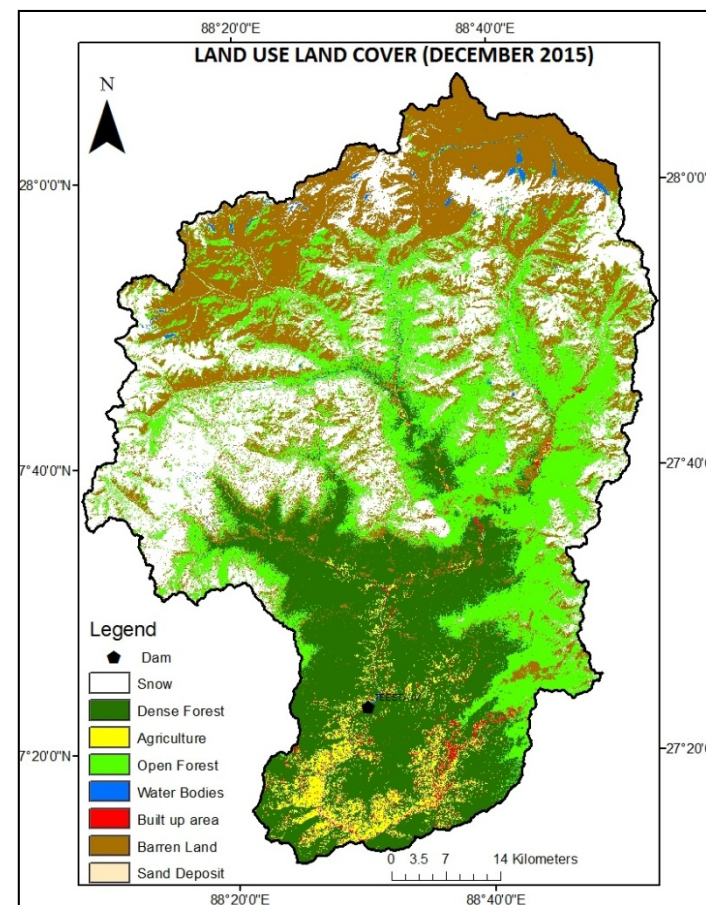 88°20'0"E 88°40'0"E
LAND USE LAND COVER (DECEMBER 2015)
N
28°0'0"N 28°0'0"
27°40'0
7°40'0"N
Legend
Dam
Snow
Dense Forest
Agriculture
Open Forest
Water Bodies
Built up area
Barren Land
Sand Deposit
7°20'0"N 27°20'0
0 3.5 7 14 Kilometers
88°20'0"E 88°40'0"E